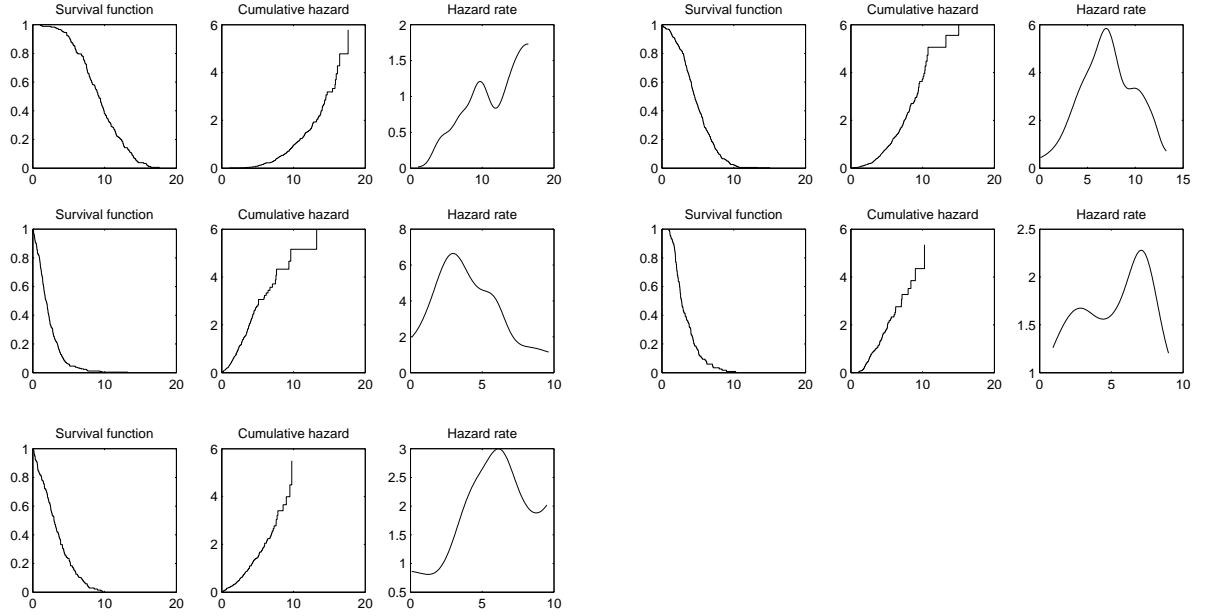 Survival function Cumulative hazard Hazard rate Survival function Cumulative hazard Hazard rate
1 6 2 1 6 6
0.8 1.5 0.8
0.6 4 0.6 4 4
1
0.4 2 0.4 2 2
0.2 0.5 0.2
0 0 0 0 0 0
0 10 20 0 10 20 0 10 20 0 10 20 0 10 20 0 5 10 15
Survival function Cumulative hazard Hazard rate Survival function Cumulative hazard Hazard rate
1 6 8 1 6 2.5
0.8 6 0.8
0.6 4 0.6 4 2
4
0.4 2 0.4 2 1.5
0.2 2 0.2
0 0 0 0 0 1
0 10 20 0 10 20 0 5 10 0 10 20 0 10 20 0 5 10
Survival function Cumulative hazard Hazard rate
1 6 3
0.8 2.5
0.6 4 2
0.4 1.5
0.2 2 1
0 0 0.5
0 10 20 0 10 20 0 5 10